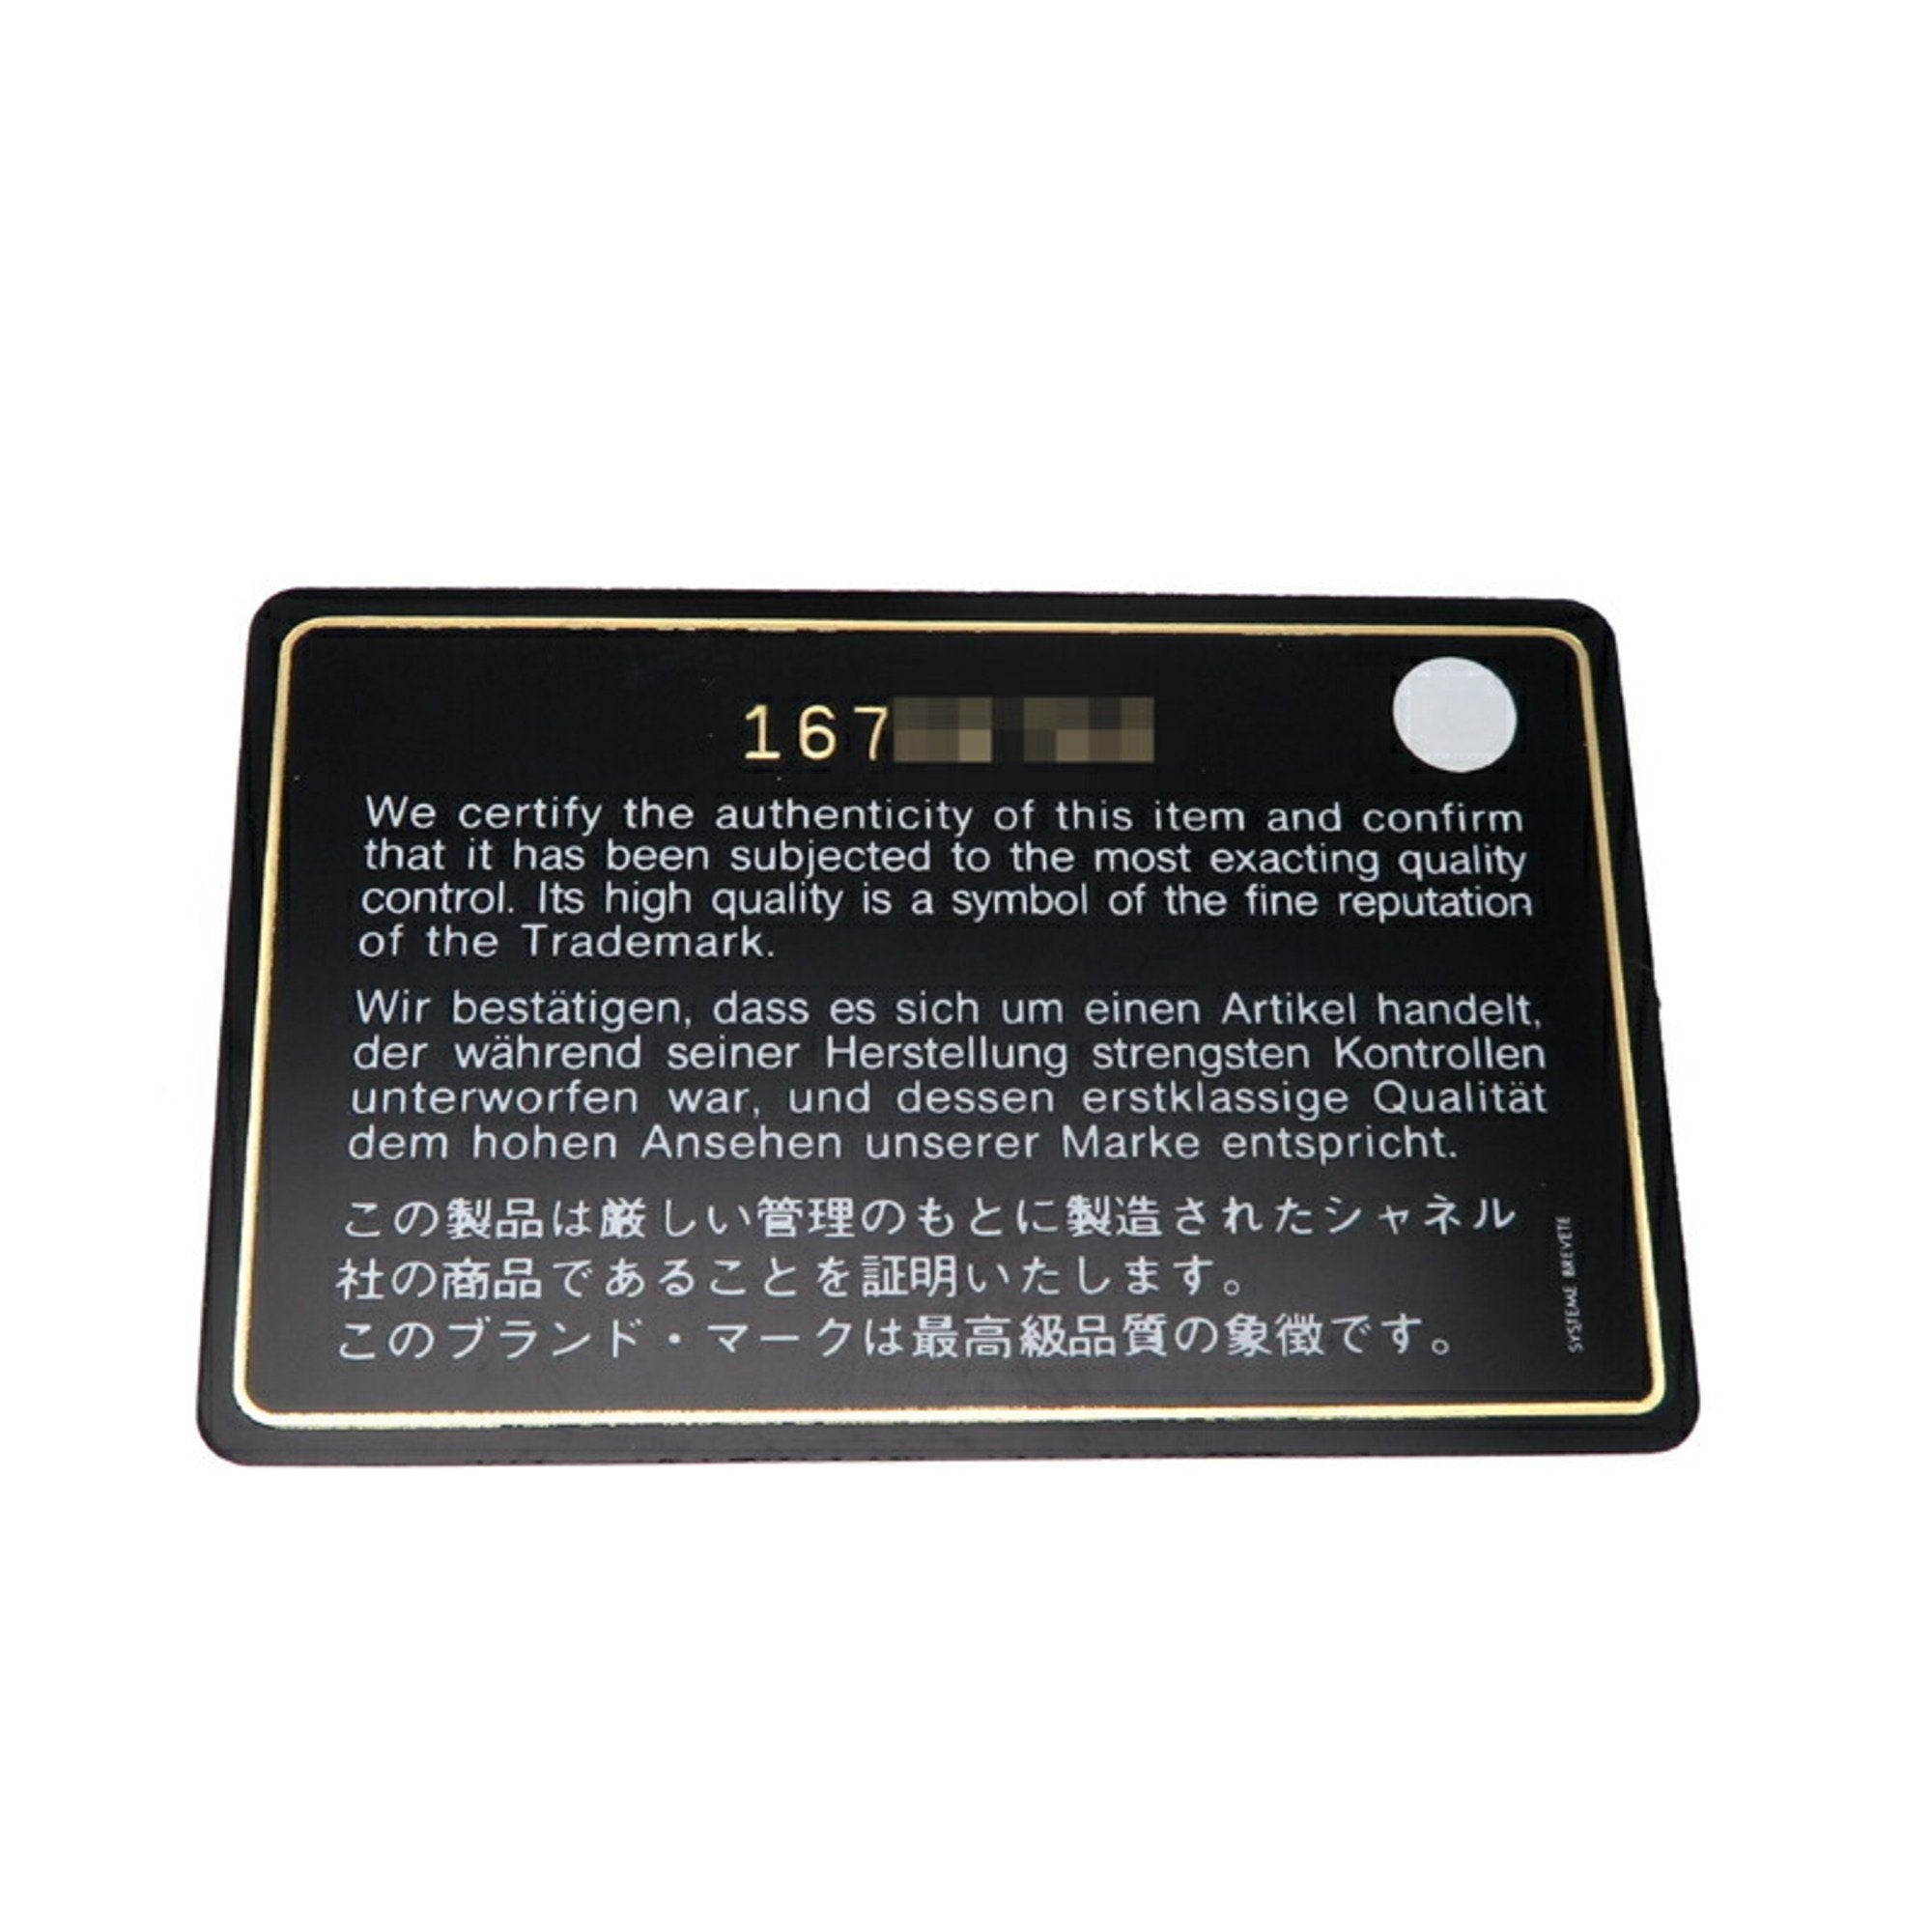 167
We certify the authenticity of this item and confirm
that it has been subjected to the most exacting quality
control. Its high quality is a symbol of the fine reputation
of the Trademark.
Wir bestätigen, dass es sich um einen Artikel handelt,
der während seiner Herstellung strengsten Kontrollen
unterworfen war, und dessen erstklassige Qualität
dem hohen Ansehen unserer Marke entspricht.
この製品は厳しい管理のもとに製造されたシャネル
社の商品であることを証明いたします。
このブランド・マークは最高級品質の象徴です。
SYSTEME BREVETE